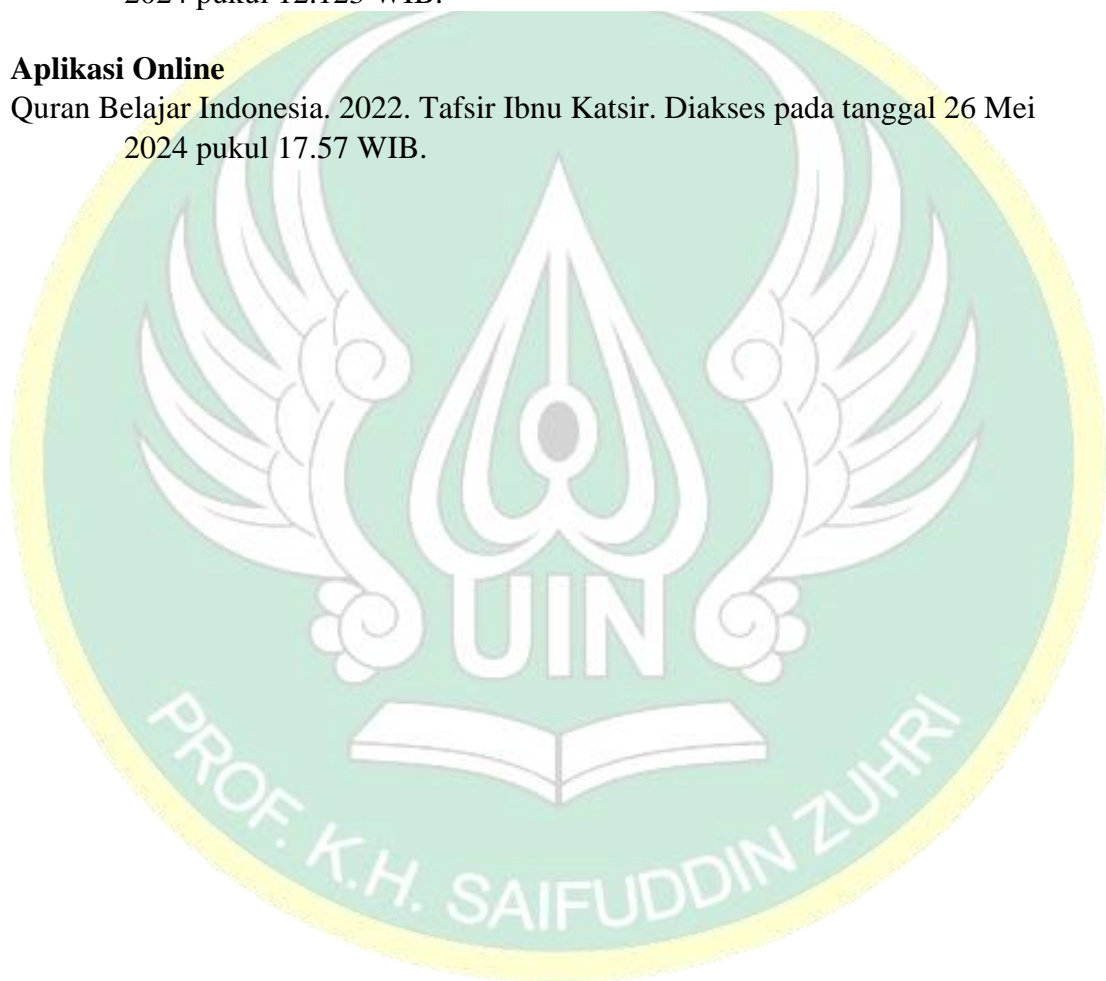 2024 pukul 12.123 WIB.
Aplikasi Online
Quran Belajar Indonesia. 2022. Tafsir Ibnu Katsir. Diakses pada tanggal 26 Mei
2024 pukul 17.57 WIB.
UIN
PROF. K.H. SAIFUDDIN ZUHRI